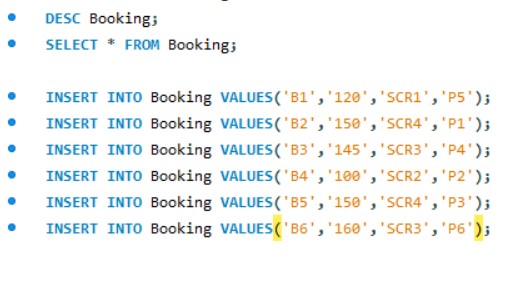 DESC Booking;
SELECT * FROM Booking;
INSERT INTO Booking VALUES('B1','120','SCR1','P5');
INSERT INTO Booking VALUES('B2','150','SCR4','P1');
INSERT INTO Booking VALUES('B3','145','SCR3','P4');
INSERT INTO Booking VALUES('B4','100','SCR2','P2');
INSERT INTO Booking VALUES('B5','150','SCR4','P3');
INSERT INTO Booking VALUES('B6','160','SCR3','P6');